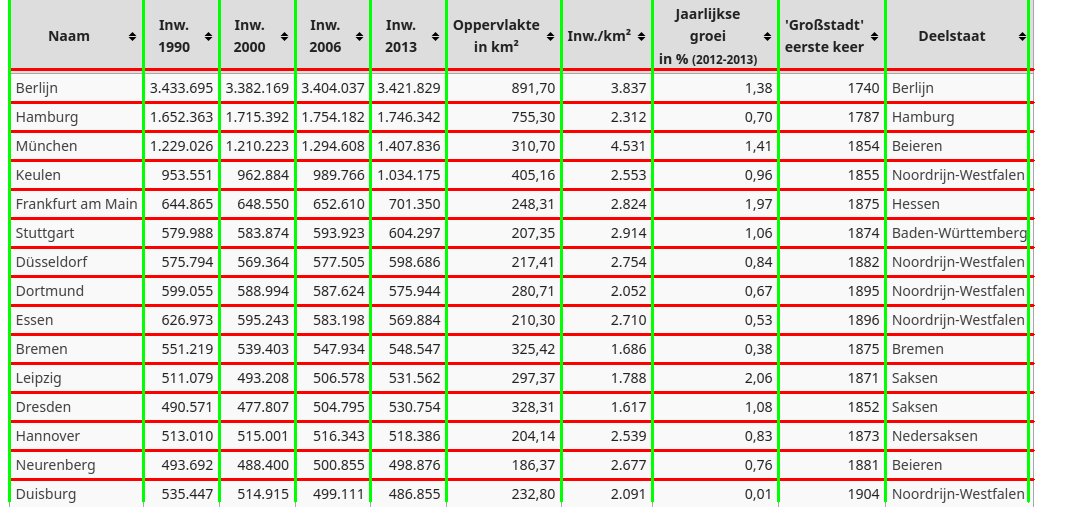 Naam Inw. 1990 Inw. 2000 Inw. 2006 Inw. 2013 Oppervlakte in km² Inw./km² Jaarlijkse groei in % (2012-2013) 'Großstadt' eerste keer Deelstaat
Berlijn 3.433.695 3.382.169 3.404.037 3.421.829 891,70 3.837 1,38 1740 Berlijn
Hamburg 1.652.363 1.715.392 1.754.182 1.746.342 755,30 2.312 0,70 1787 Hamburg
München 1.229.026 1.210.223 1.294.608 1.407.836 310,70 4.531 1,41 1854 Beieren
Keulen 953.551 962.884 989.766 1.034.175 405,16 2.553 0,96 1855 Noordrijn-Westfalen
Frankfurt am Main 644.865 648.550 652.610 701.350 248,31 2.824 1,97 1875 Hessen
Stuttgart 579.988 583.874 593.923 604.297 207,35 2.914 1,06 1874 Baden-Württemberg
Düsseldorf 575.794 569.364 577.505 598.686 217,41 2.754 0,84 1882 Noordrijn-Westfalen
Dortmund 599.055 588.994 587.624 575.944 280,71 2.052 0,67 1895 Noordrijn-Westfalen
Essen 626.973 595.243 583.198 569.884 210,30 2.710 0,53 1896 Noordrijn-Westfalen
Bremen 551.219 539.403 547.934 548.547 325,42 1.686 0,38 1875 Bremen
Leipzig 511.079 493.208 506.578 531.562 297,37 1.788 2,06 1871 Saksen
Dresden 490.571 477.807 504.795 530.754 328,31 1.617 1,08 1852 Saksen
Hannover 513.010 515.001 516.343 518.386 204,14 2.539 0,83 1873 Nedersaksen
Neurenberg 493.692 488.400 500.855 498.876 186,37 2.677 0,76 1881 Beieren
Duisburg 535.447 514.915 499.111 486.855 232,80 2.091 0,01 1904 Noordrijn-Westfalen